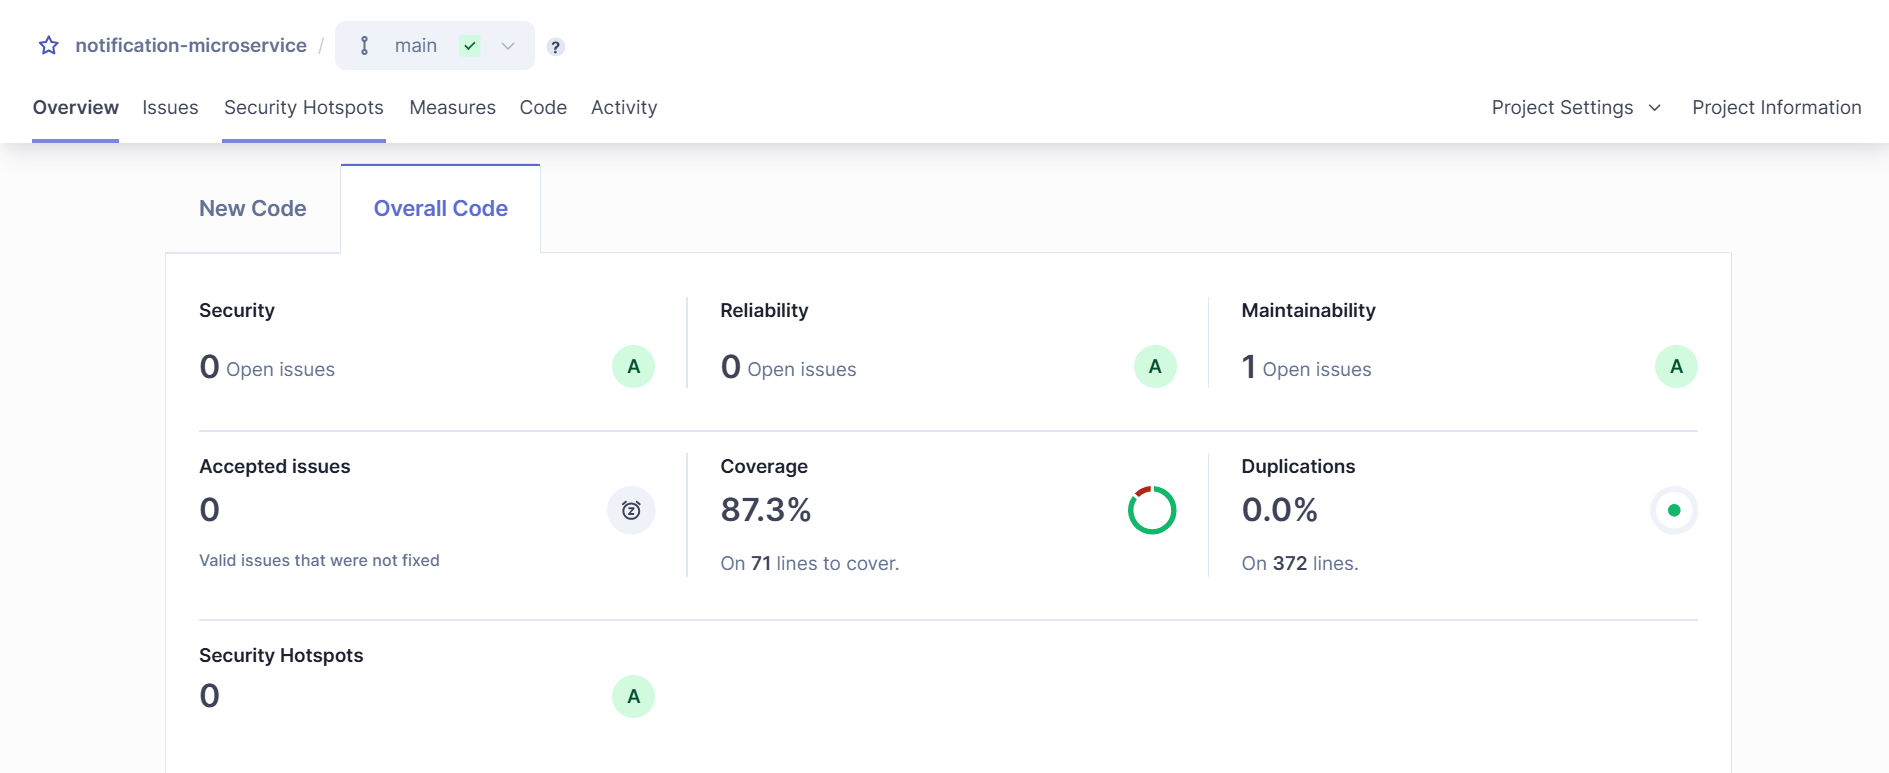 notification-microservice / main ?
Overview Issues Security Hotspots Measures Code Activity Project Settings Project Information
New Code Overall Code
Security Reliability Maintainability
0 Open issues A 0 Open issues A 1 Open issues A
Accepted issues Coverage Duplications
0 87.3% 0.0%
Valid issues that were not fixed On 71 lines to cover. On 372 lines.
Security Hotspots
0 A